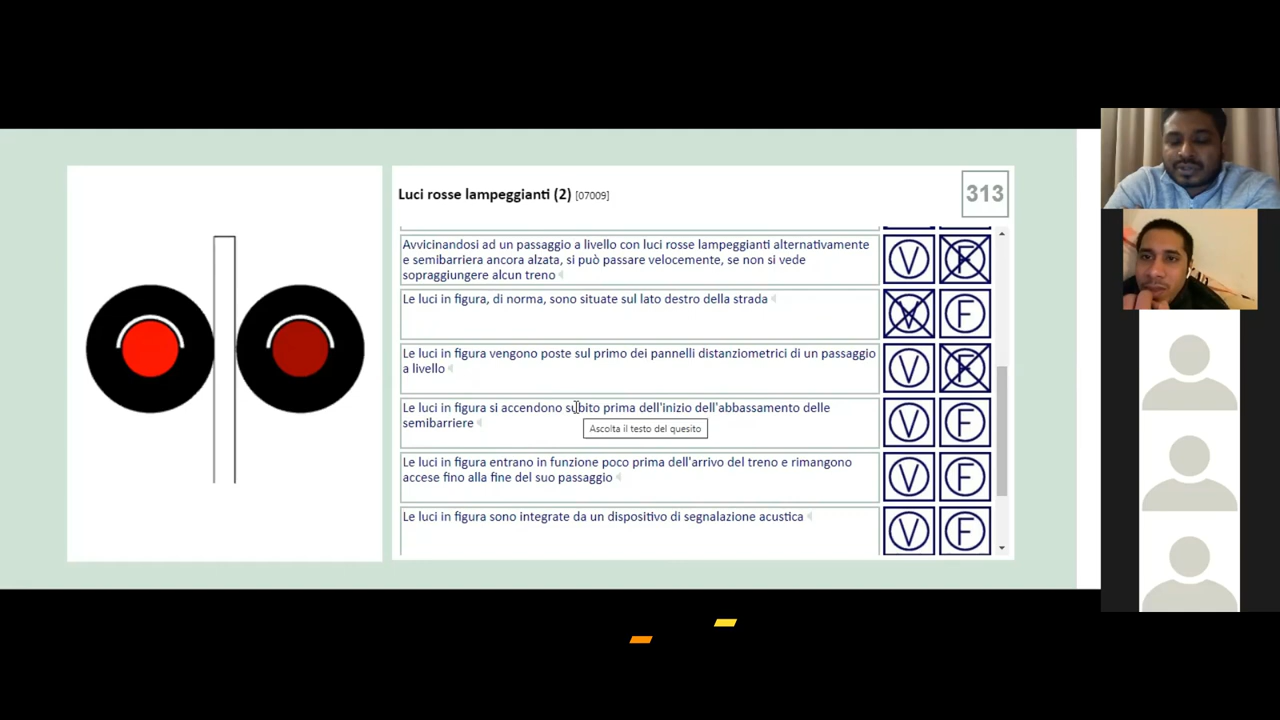 Luci rosse lampeggianti (2) [07009]
313
Avvicinandosi ad un passaggio a livello con luci rosse lampeggianti alternativamente
e semibarriera ancora alzata, si può passare velocemente, se non si vede
sopraggiungere alcun treno
V F
Le luci in figura, di norma, sono situate sul lato destro della strada
V F
Le luci in figura vengono poste sul primo dei pannelli distanziometrici di un passaggio
a livello
V F
Le luci in figura si accendono subito prima dell'inizio dell'abbassamento delle
semibarriere
V F
Ascolta il testo del quesito
Le luci in figura entrano in funzione poco prima dell'arrivo del treno e rimangono
accese fino alla fine del suo passaggio
V F
Le luci in figura sono integrate da un dispositivo di segnalazione acustica
V F